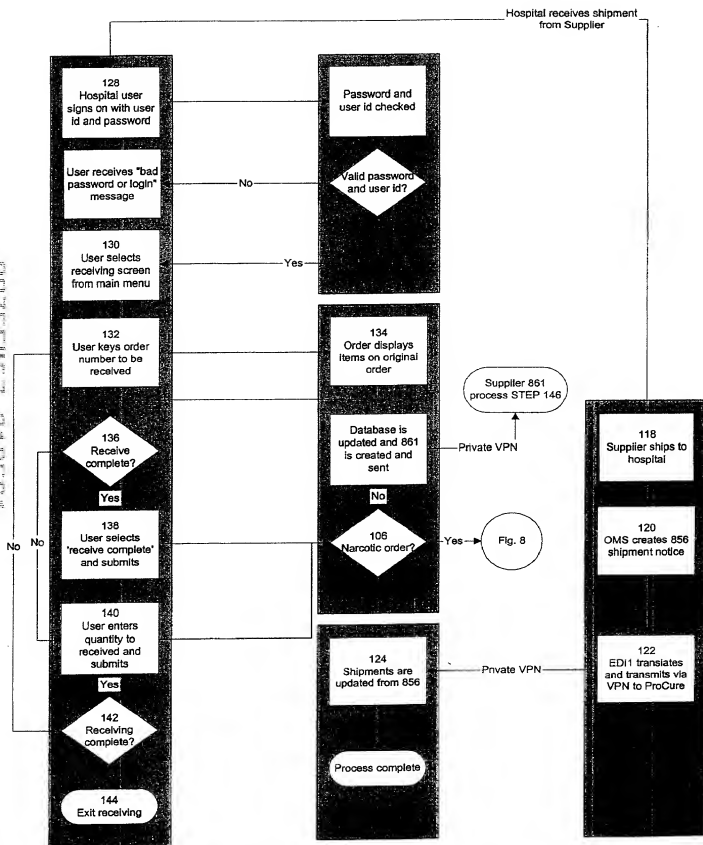 Hospital receives shipment
from Supplier
128
Hospital user
signs on with user
id and password
User receives "bad
password or login"
message
130
User selects
receiving screen
from main menu
132
User keys order
number to be
received
136
Receive
complete?
Yes
138
User selects
'receive complete'
and submits
140
User enters
quantity to
received and
submits
Yes
142
Receiving
complete?
144
Exit receiving
No
No
No
Yes
Password and
user id checked
Valid password
and user id?
134
Order displays
items on original
order
Database is
updated and 861
is created and
sent
No
106
Narcotic order?
Private VPN
Supplier 861
process STEP 146
Yes
Fig. 8
124
Shipments are
updated from 856
Process complete
Private VPN
118
Supplier ships to
hospital
120
OMS creates 856
shipment notice
122
EDI1 translates
and transmits via
VPN to ProCure